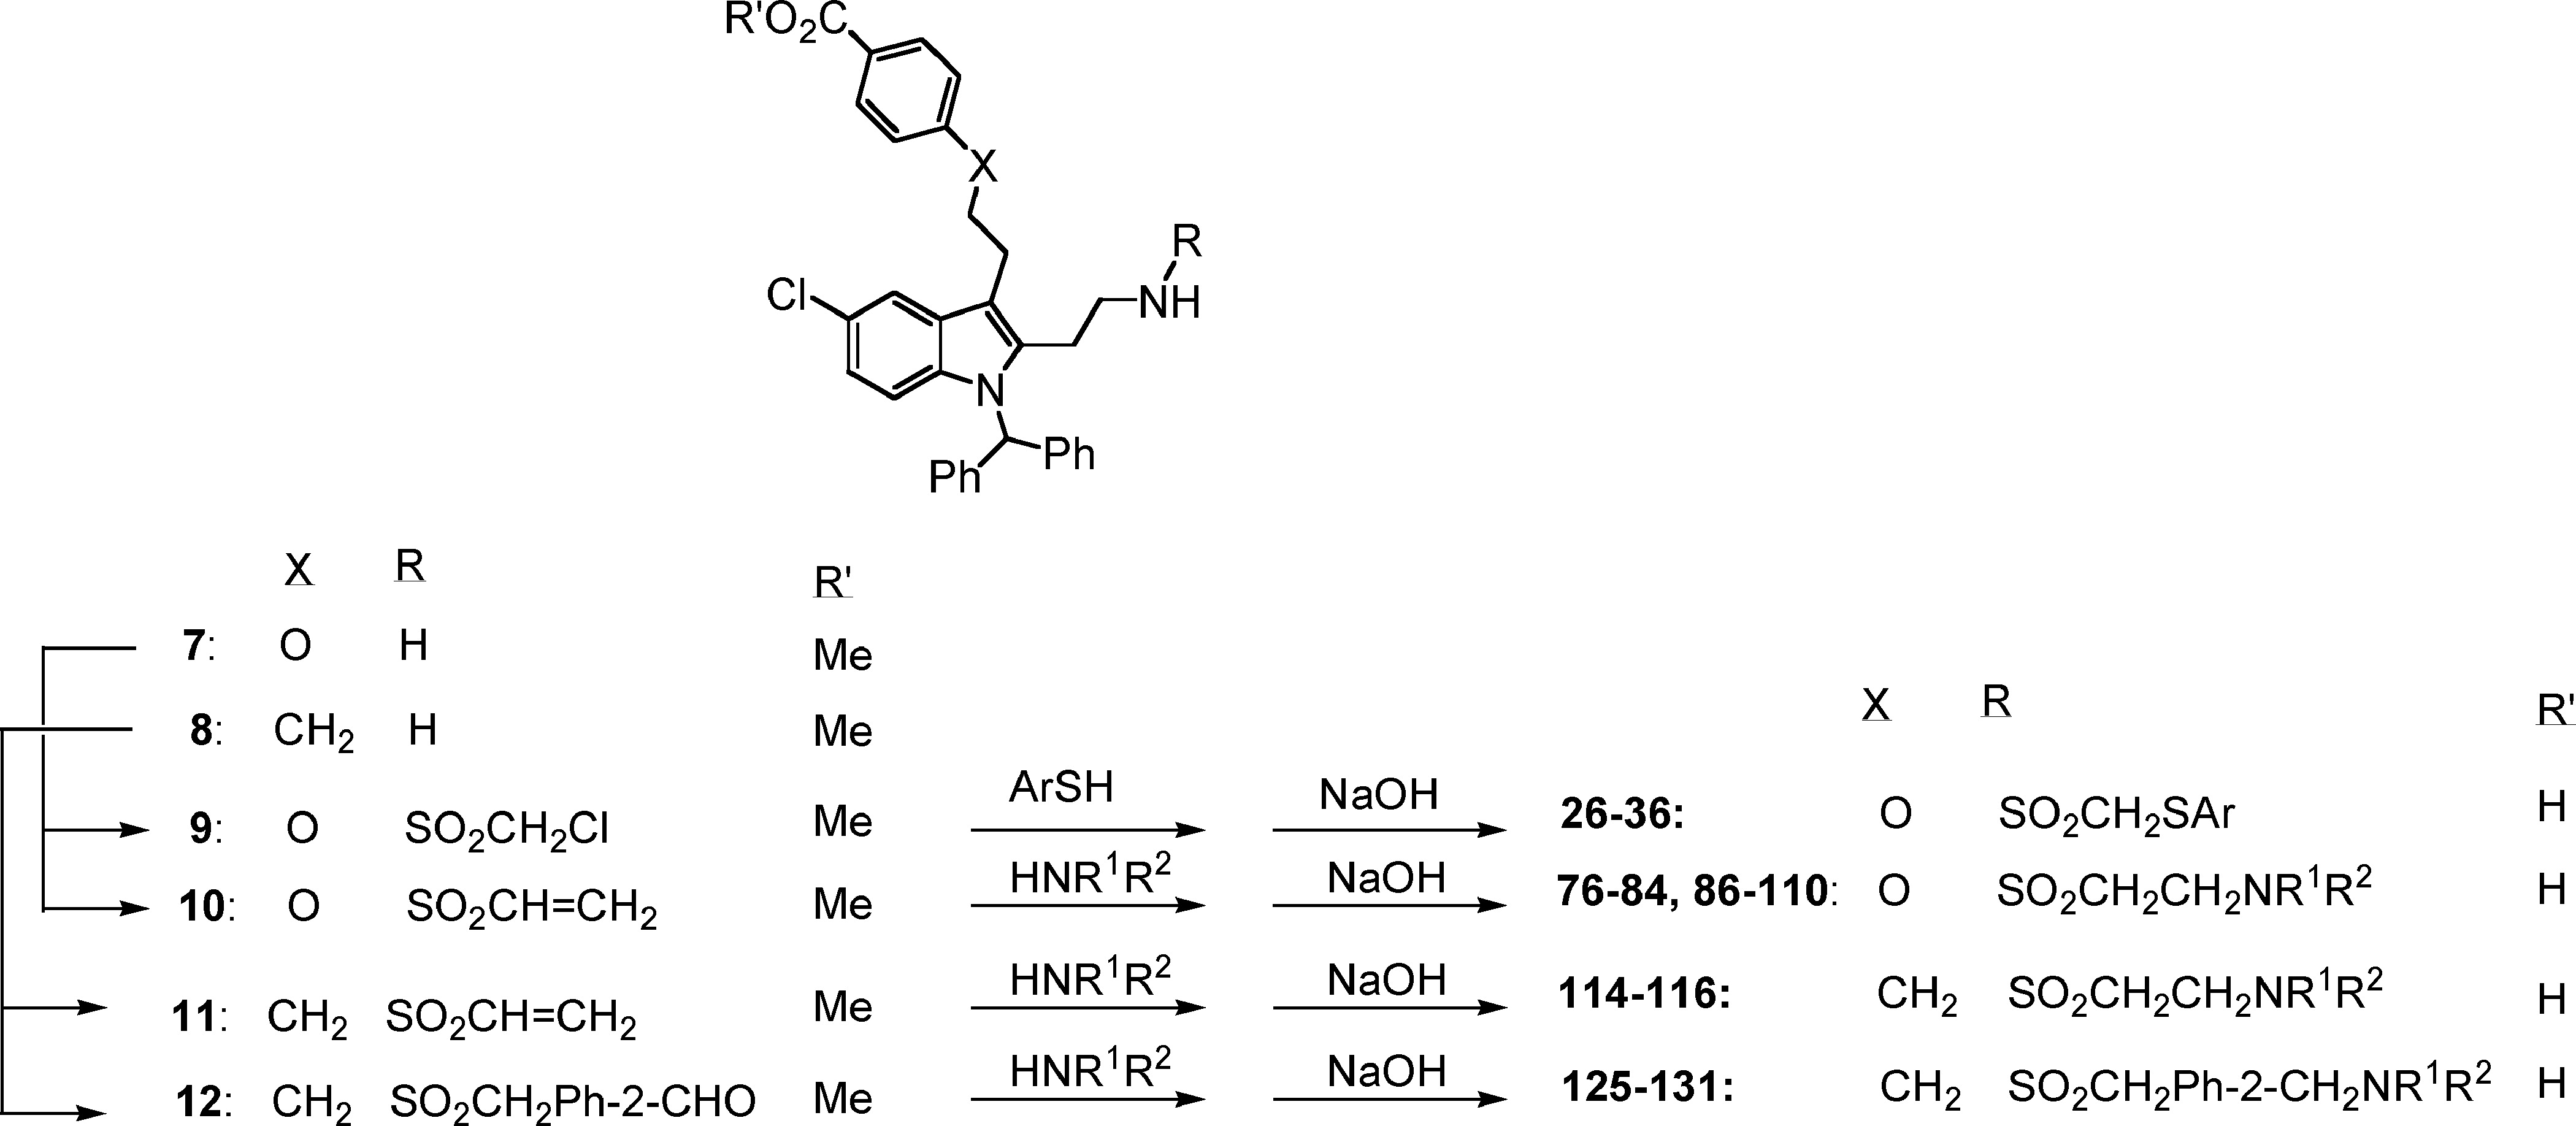 R'O₂C
X
R
Cl
NH
N
Ph
Ph
X R R'
7: O H Me
8: CH₂ H Me
X R R'
9: O SO₂CH₂Cl Me ArSH NaOH 26-36: O SO₂CH₂SAr H
10: O SO₂CH=CH₂ Me HNR¹R² NaOH 76-84, 86-110: O SO₂CH₂CH₂NR¹R² H
11: CH₂ SO₂CH=CH₂ Me HNR¹R² NaOH 114-116: CH₂ SO₂CH₂CH₂NR¹R² H
12: CH₂ SO₂CH₂Ph-2-CHO Me HNR¹R² NaOH 125-131: CH₂ SO₂CH₂Ph-2-CH₂NR¹R² H